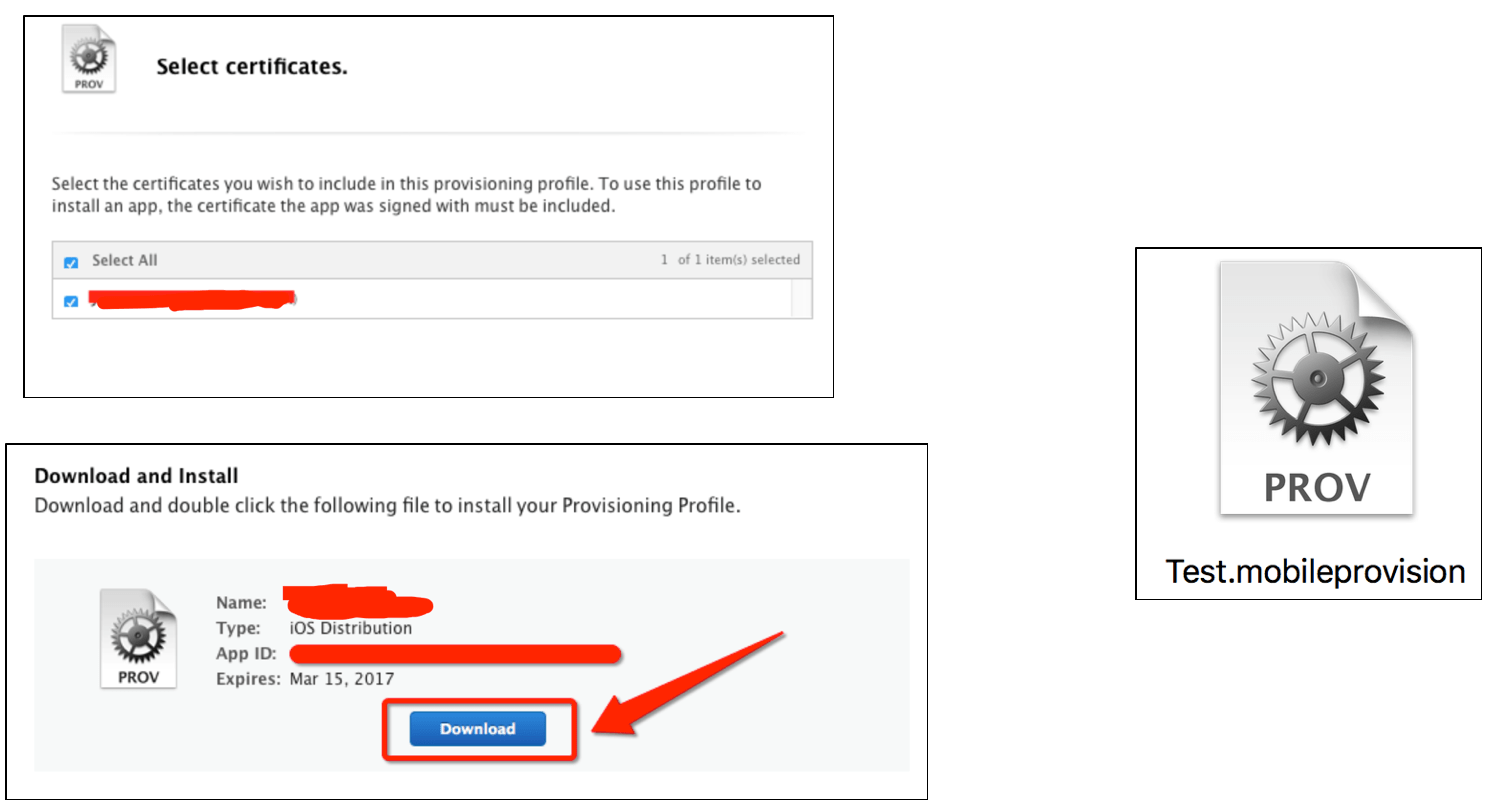 PROV
Select certificates.
Select the certificates you wish to include in this provisioning profile. To use this profile to
install an app, the certificate the app was signed with must be included.
Select All
1 of 1 item(s) selected
Download and Install
Download and double click the following file to install your Provisioning Profile.
PROV
Name:
Type: iOS Distribution
App ID:
Expires: Mar 15, 2017
Download
PROV
Test.mobileprovision